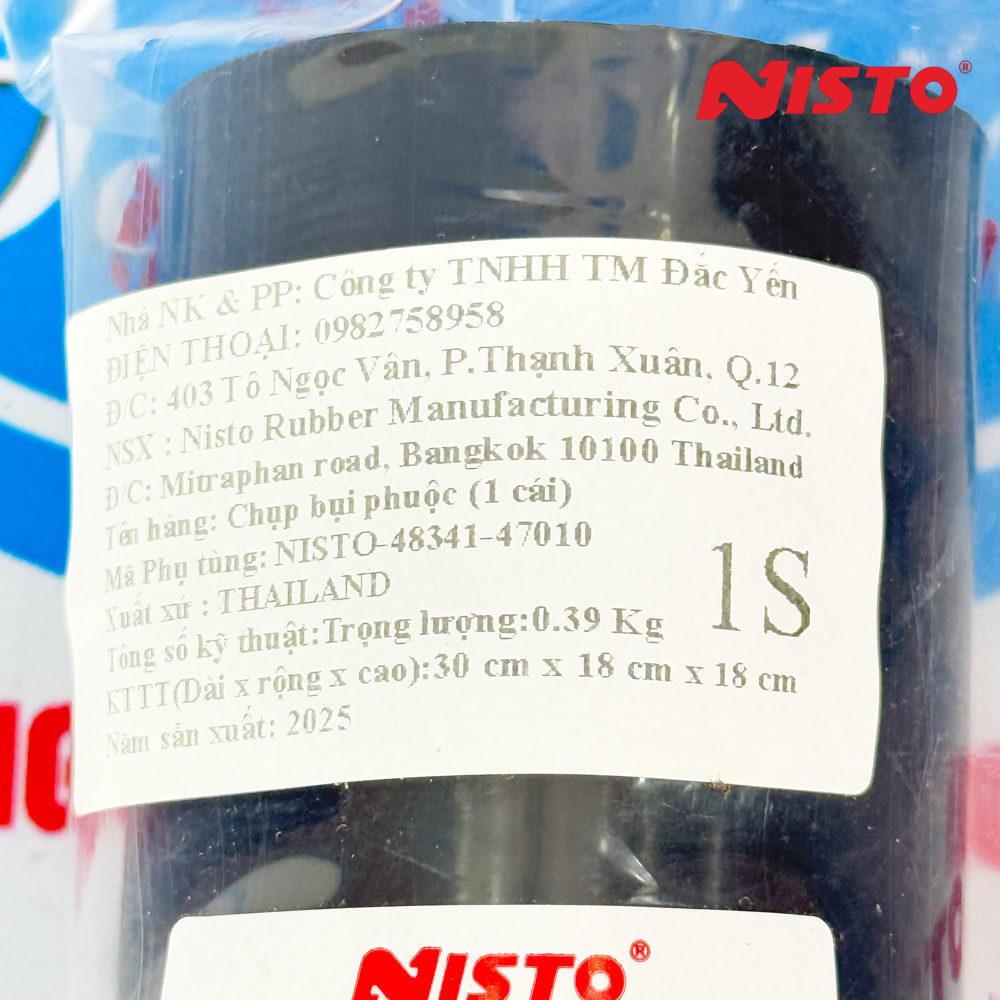 NISTO®
Nhà NK & PP: Công ty TNHH TM Đắc Yến
ĐIỆN THOẠI: 0982758958
Đ/C: 403 Tô Ngọc Vân, P.Thạnh Xuân, Q.12
NSX : Nisto Rubber Manufacturing Co., Ltd.
Đ/C: Mitraphan road, Bangkok 10100 Thailand
Tên hàng: Chụp bụi phuộc (1 cái)
Mã Phụ tùng: NISTO-48341-47010
Xuất xứ : THAILAND
1S
Tông số kỹ thuật:Trọng lượng:0.39 Kg
KTTT(Dài x rộng x cao):30 cm x 18 cm x 18 cm
Năm sản xuất: 2025
NISTO®